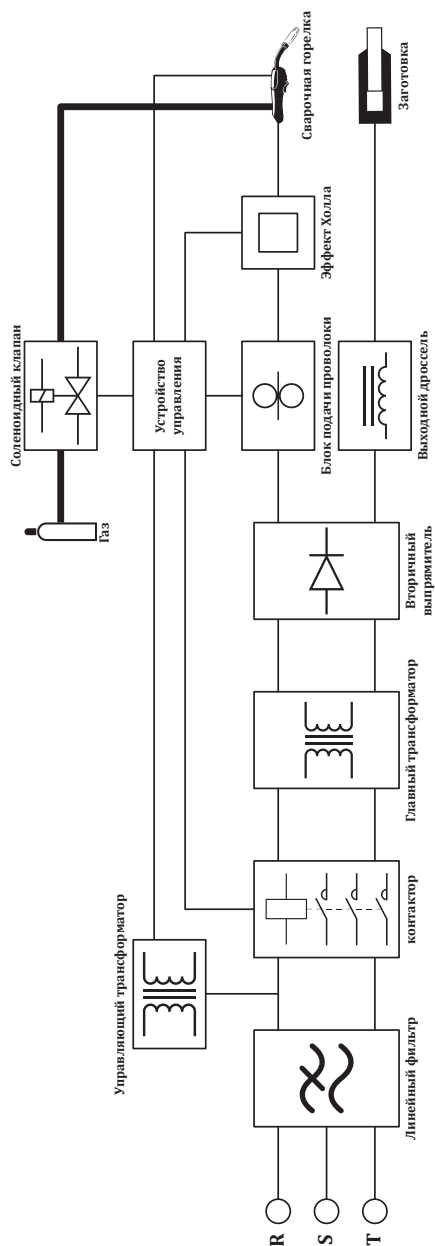 Сварочная горелка
Заготовка
Эффект Холла
Соленоидный клапан
Устройство
управления
Блок подачи проволоки
Выходной дроссель
Газ
Вторичный
выпрямитель
Главный трансформатор
Управляющий трансформатор
контактор
Линейный фильтр
R
S
T